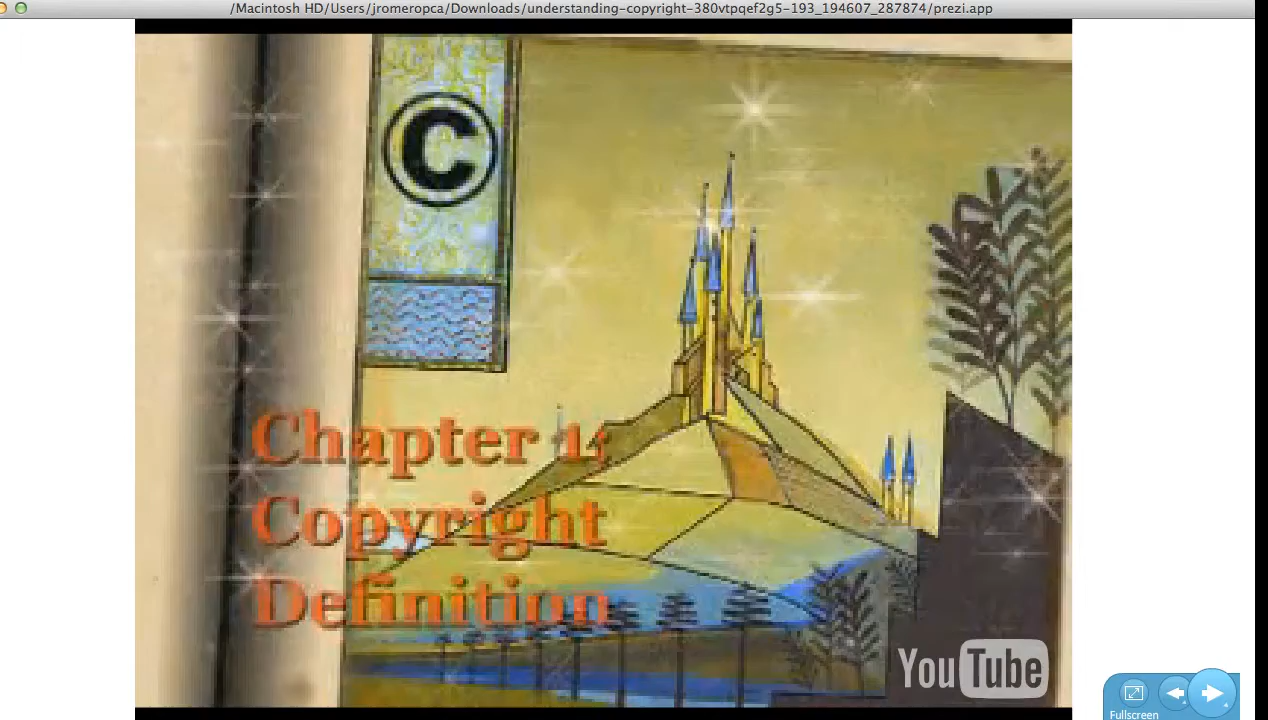 /Macintosh HD/Users/jromeropca/Downloads/understanding-copyright-380vtpqef2g5-193_194607_287874/prezi.app
©
Chapter 1:
Copyright
Definition
YouTube
Fullscreen